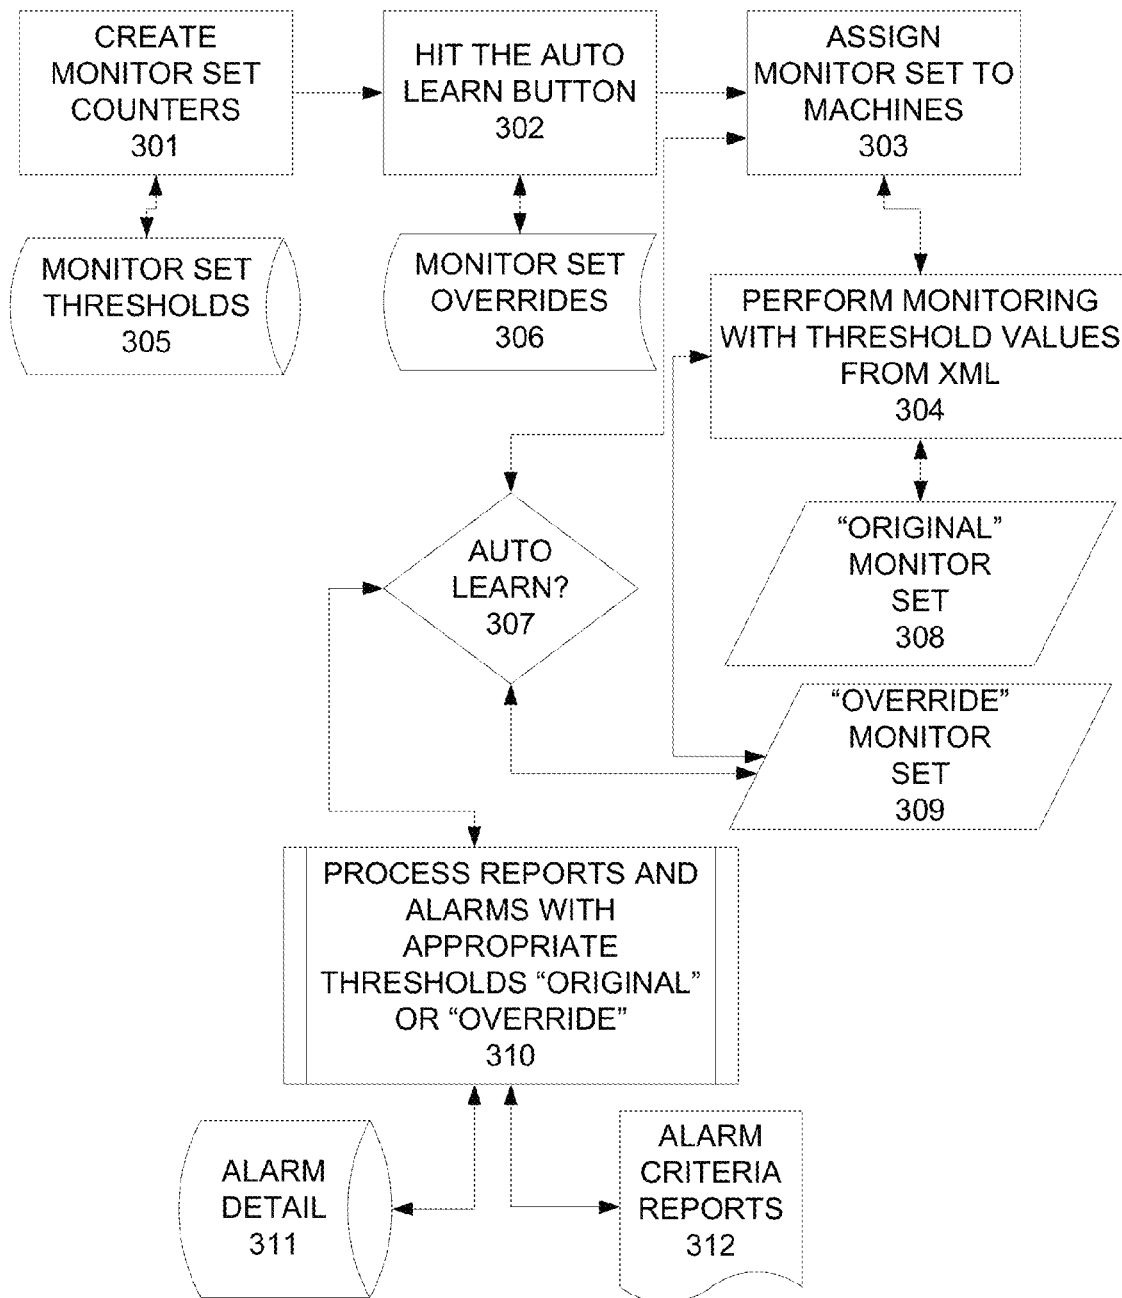 CREATE
MONITOR SET
COUNTERS
301
HIT THE AUTO
LEARN BUTTON
302
ASSIGN
MONITOR SET TO
MACHINES
303
MONITOR SET
THRESHOLDS
305
MONITOR SET
OVERRIDES
306
PERFORM MONITORING
WITH THRESHOLD VALUES
FROM XML
304
AUTO
LEARN?
307
“ORIGINAL”
MONITOR
SET
308
“OVERRIDE”
MONITOR
SET
309
PROCESS REPORTS AND
ALARMS WITH
APPROPRIATE
THRESHOLDS “ORIGINAL”
OR “OVERRIDE”
310
ALARM
DETAIL
311
ALARM
CRITERIA
REPORTS
312